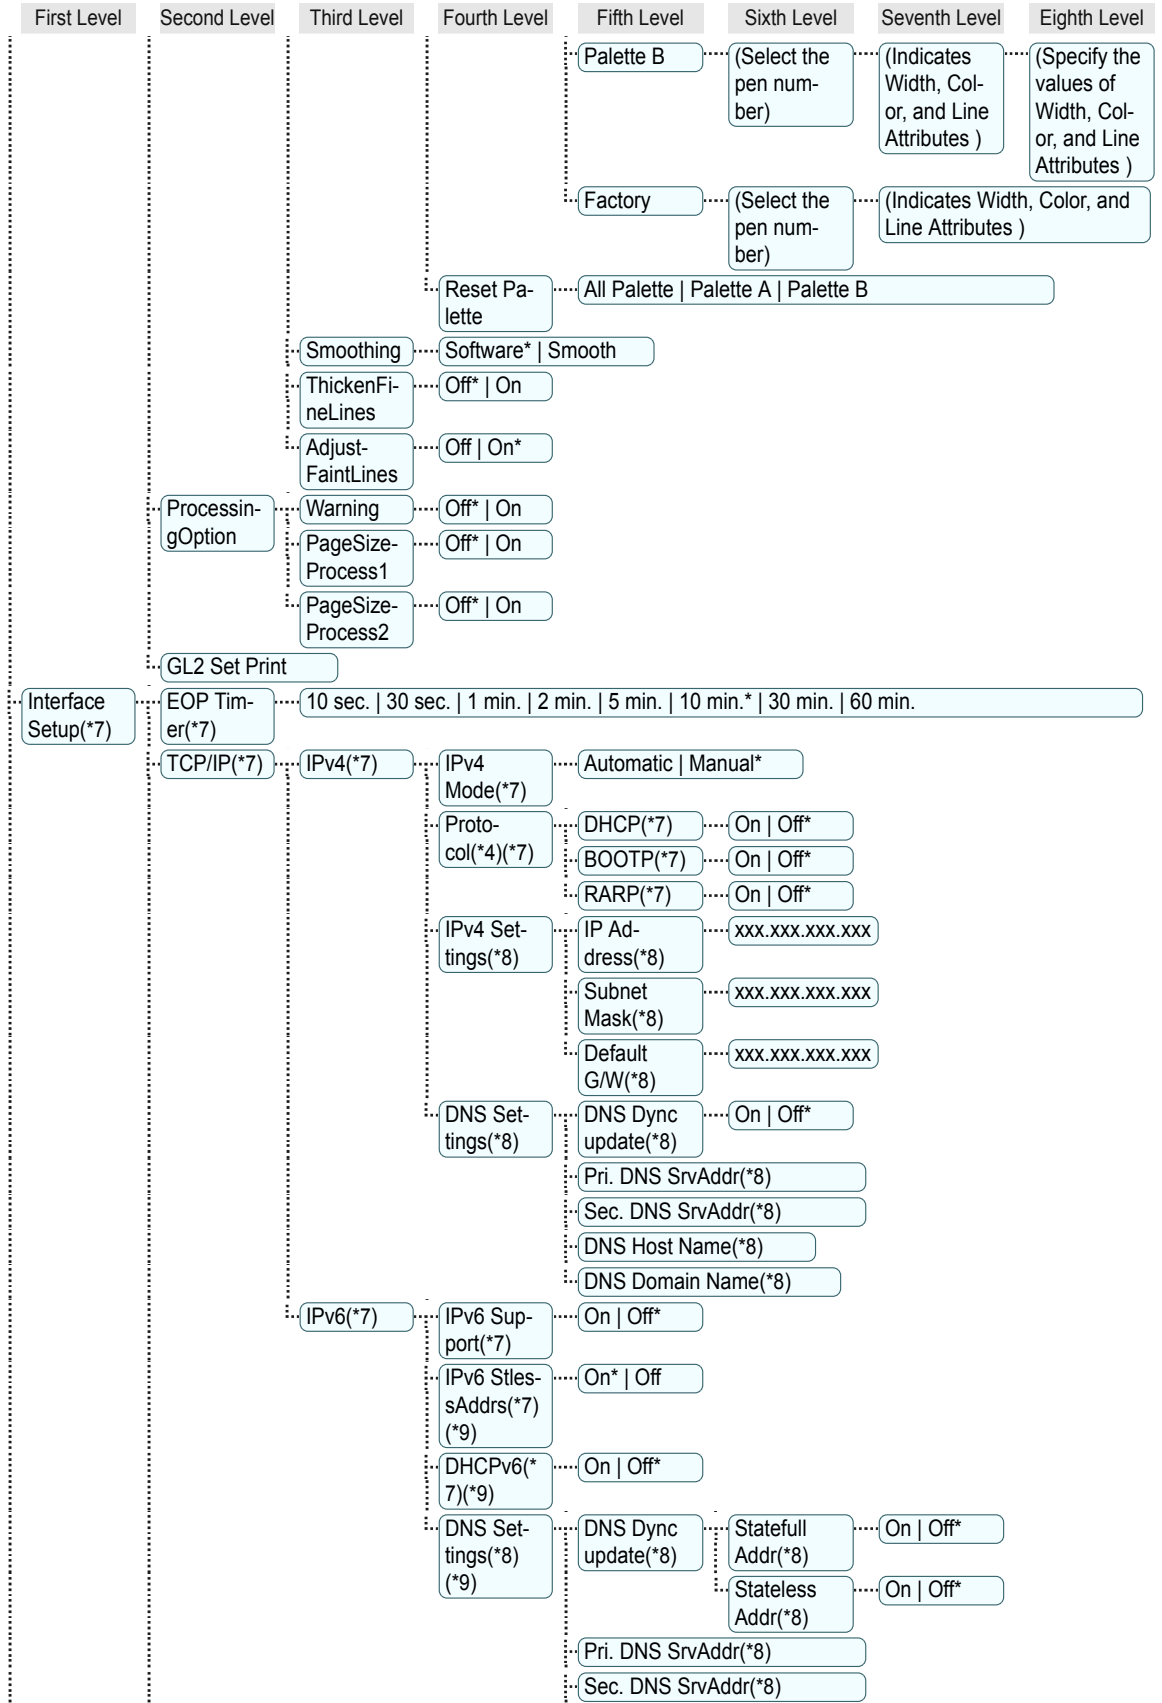 First Level Second Level Third Level Fourth Level Fifth Level Sixth Level Seventh Level Eighth Level
Palette B
(Select the
pen num-
ber)
(Indicates
Width, Col-
or, and Line
Attributes )
(Specify the
values of
Width, Col-
or, and Line
Attributes )
Factory
(Select the
pen num-
ber)
(Indicates Width, Color, and
Line Attributes )
Reset Pa-
lette
All Palette | Palette A | Palette B
Smoothing
Software* | Smooth
ThickenFi-
neLines
Off* | On
Adjust-
FaintLines
Off | On*
Processin-
gOption
Warning
Off* | On
PageSize-
Process1
Off* | On
PageSize-
Process2
Off* | On
GL2 Set Print
Interface
Setup(*7)
EOP Tim-
er(*7)
10 sec. | 30 sec. | 1 min. | 2 min. | 5 min. | 10 min.* | 30 min. | 60 min.
TCP/IP(*7)
IPv4(*7)
IPv4
Mode(*7)
Automatic | Manual*
Proto-
col(*4)(*7)
DHCP(*7)
On | Off*
BOOTP(*7)
On | Off*
RARP(*7)
On | Off*
IPv4 Set-
tings(*8)
IP Ad-
dress(*8)
xxx.xxx.xxx.xxx
Subnet
Mask(*8)
xxx.xxx.xxx.xxx
Default
G/W(*8)
xxx.xxx.xxx.xxx
DNS Set-
tings(*8)
DNS Dync
update(*8)
On | Off*
Pri. DNS SrvAddr(*8)
Sec. DNS SrvAddr(*8)
DNS Host Name(*8)
DNS Domain Name(*8)
IPv6(*7)
IPv6 Sup-
port(*7)
On | Off*
IPv6 Stles-
sAddrs(*7)
(*9)
On* | Off
DHCPv6(*
7)(*9)
On | Off*
DNS Set-
tings(*8)
(*9)
DNS Dync
update(*8)
Statefull
Addr(*8)
On | Off*
Stateless
Addr(*8)
On | Off*
Pri. DNS SrvAddr(*8)
Sec. DNS SrvAddr(*8)